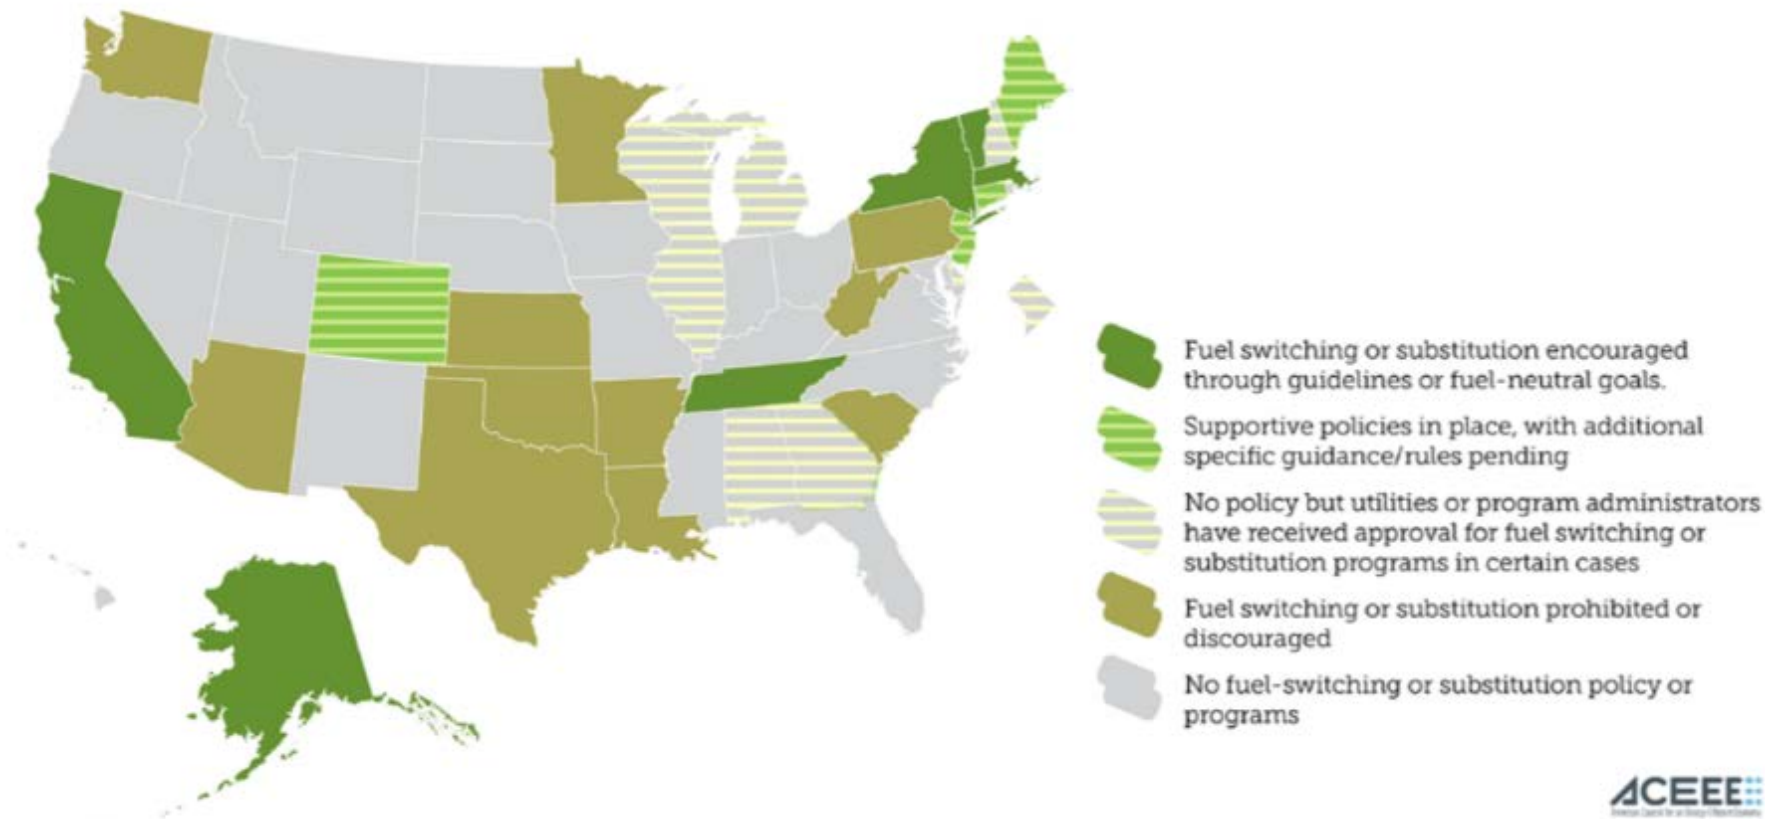 Fuel switching or substitution encouraged
through guidelines or fuel-neutral goals.
Supportive policies in place, with additional
specific guidance/rules pending
No policy but utilities or program administrators
have received approval for fuel switching or
substitution programs in certain cases
Fuel switching or substitution prohibited or
discouraged
No fuel-switching or substitution policy or
programs
ACEEE